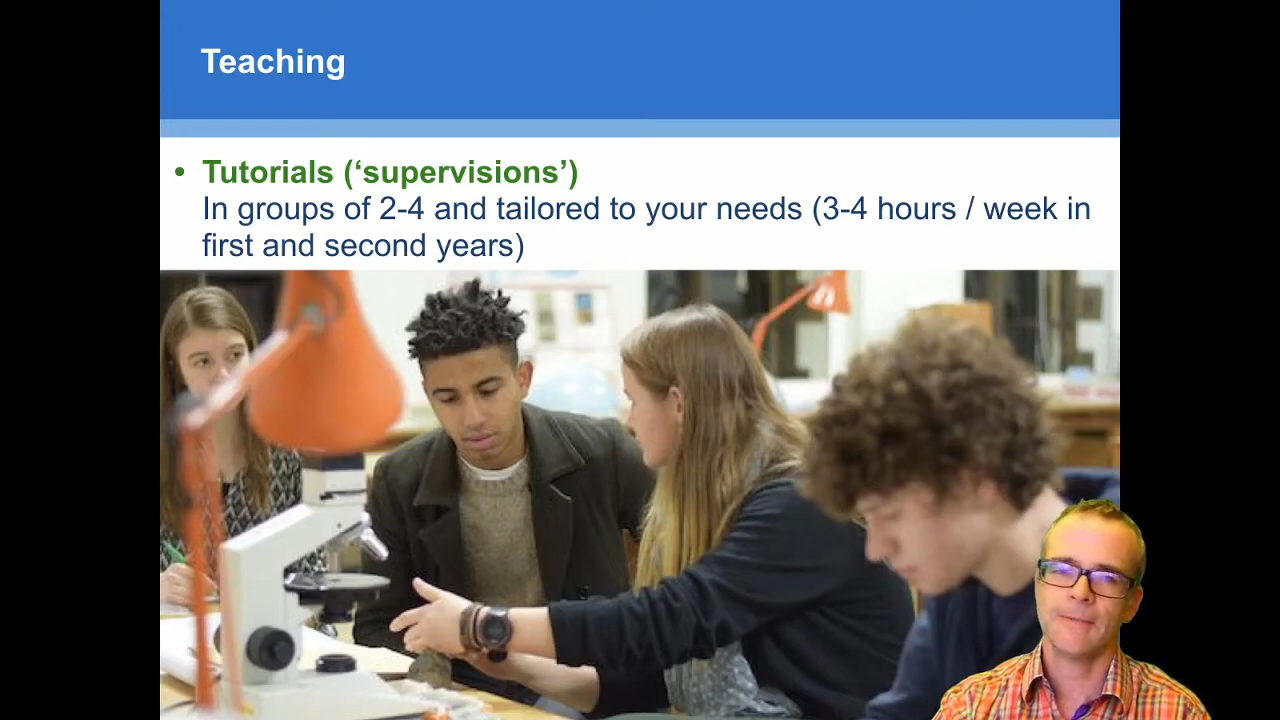 Teaching
• Tutorials (‘supervisions’)
In groups of 2-4 and tailored to your needs (3-4 hours / week in
first and second years)